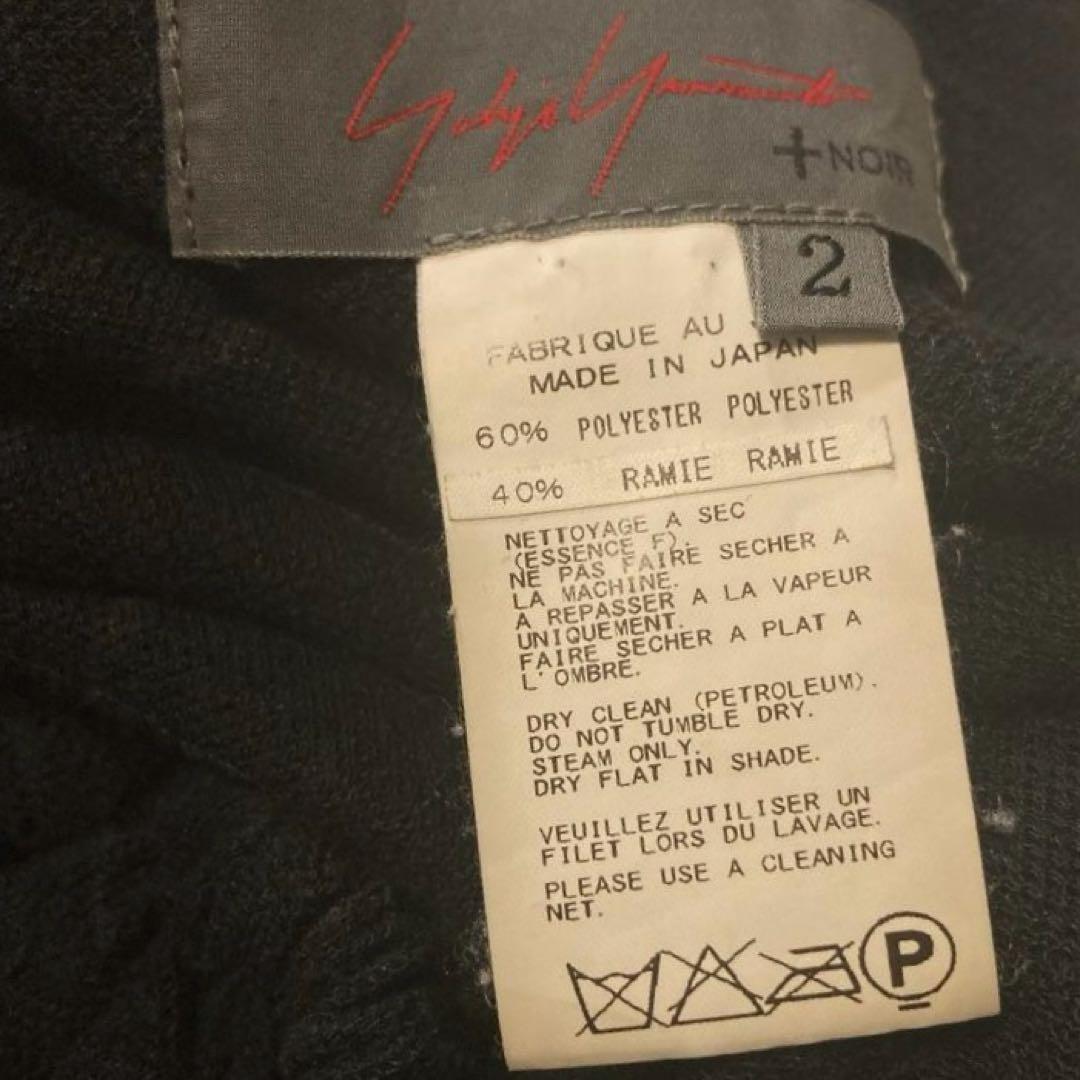 Yohji Yamamoto
+NOIR
2
FABRIQUE AU
MADE IN JAPAN
60% POLYESTER POLYESTER
40% RAMIE RAMIE
NETTOYAGE A SEC
(ESSENCE F).
NE PAS FAIRE SECHER A
LA MACHINE.
A REPASSER A LA VAPEUR
UNIQUEMENT.
FAIRE SECHER A PLAT A
L'OMBRE.
DRY CLEAN (PETROLEUM).
DO NOT TUMBLE DRY.
STEAM ONLY.
DRY FLAT IN SHADE.
VEUILLEZ UTILISER UN
FILET LORS DU LAVAGE.
PLEASE USE A CLEANING
NET.
P